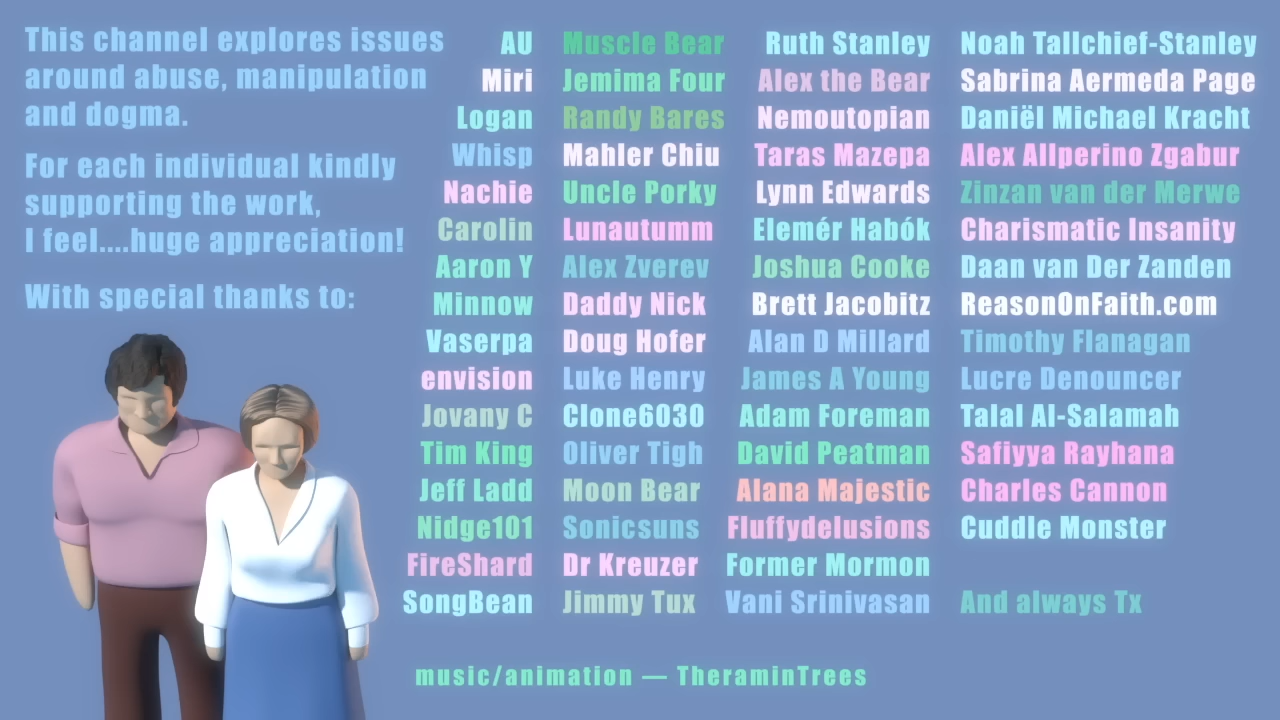 This channel explores issues
around abuse, manipulation
and dogma.
For each individual kindly
supporting the work,
I feel....huge appreciation!
With special thanks to:
AU
Miri
Logan
Whisp
Nachie
Carolin
Aaron Y
Minnow
Vaserpa
envision
Jovany C
Tim King
Jeff Ladd
Nidge101
FireShard
SongBean
Muscle Bear
Jemima Four
Randy Bares
Mahler Chiu
Uncle Porky
Lunautumm
Alex Zverev
Daddy Nick
Doug Hofer
Luke Henry
Clone6030
Oliver Tigh
Moon Bear
Sonicsuns
Dr Kreuzer
Jimmy Tux
Ruth Stanley
Alex the Bear
Nemoutopian
Taras Mazepa
Lynn Edwards
Elemér Habók
Joshua Cooke
Brett Jacobitz
Alan D Millard
James A Young
Adam Foreman
David Peatman
Alana Majestic
Fluffydelusions
Former Mormon
Vani Srinivasan
Noah Tallchief-Stanley
Sabrina Aermeda Page
Daniël Michael Kracht
Alex Allperino Zgabur
Zinzan van der Merwe
Charismatic Insanity
Daan van Der Zanden
ReasonOnFaith.com
Timothy Flanagan
Lucre Denouncer
Talal Al-Salamah
Safiyya Rayhana
Charles Cannon
Cuddle Monster
And always Tx
music/animation — TheraminTrees